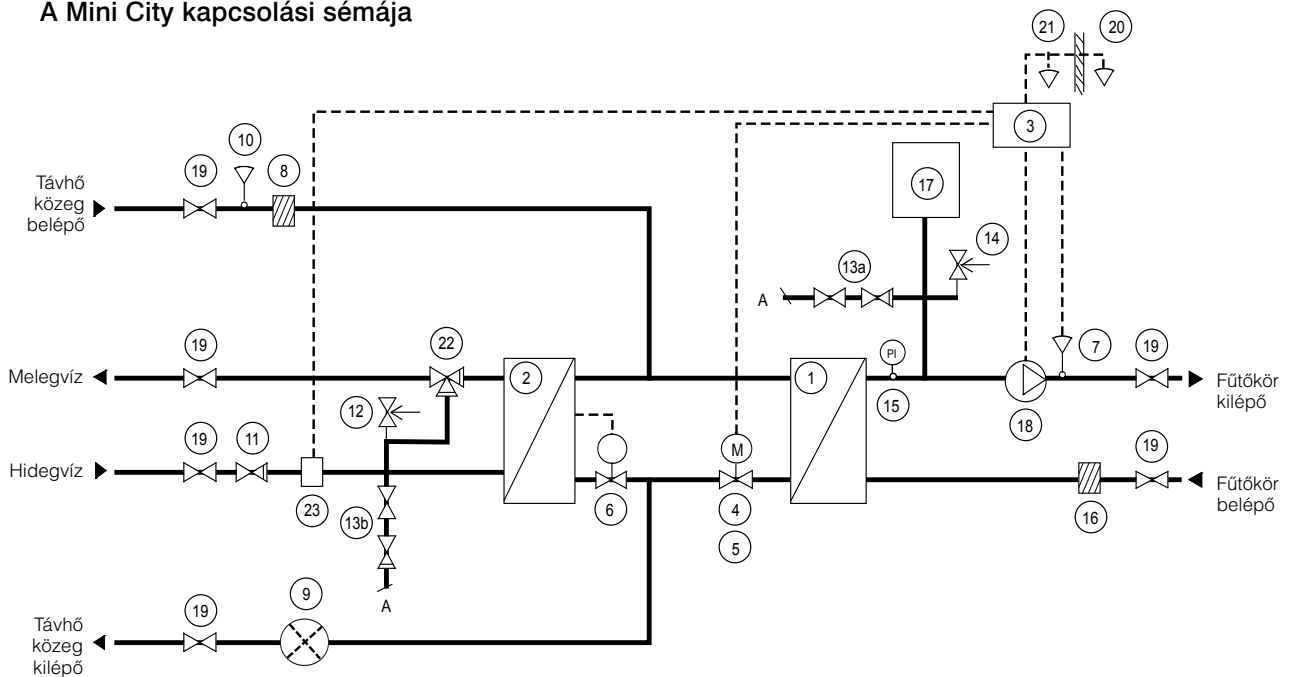 A Mini City kapcsolási sémája
21
20
10
19
8
3
Távhő
közeg
belépő
17
14
13a
A
19
22
7
19
PI
2
1
Melegvíz
Fűtőkör
kilépő
15
18
12
19
11
M
19
Hidegvíz
Fűtőkör
belépő
23
13b
6
4
16
5
9
19
A
Távhő
közeg
kilépő